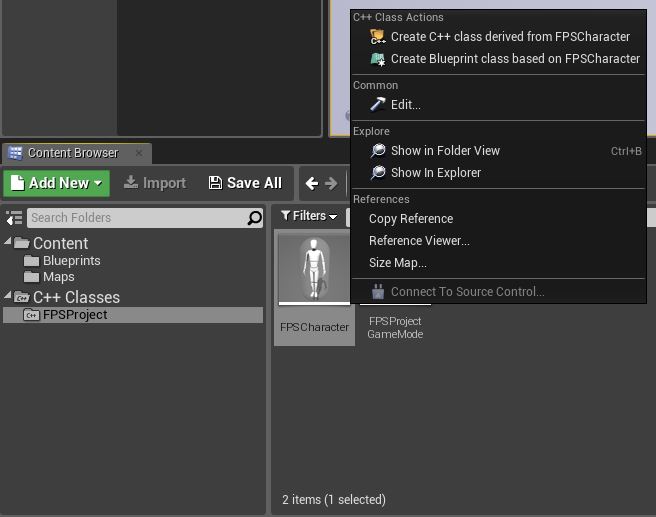 C++ Class Actions
Create C++ class derived from FPSCharacter
Create Blueprint class based on FPSCharacter
Common
Edit...
Explore
Show in Folder View Ctrl+B
Show In Explorer
References
Copy Reference
Reference Viewer...
Size Map...
Connect To Source Control...
Content Browser
Add New Import Save All
Search Folders
Filters
Content
Blueprints
Maps
C++ Classes
FPSProject
FPSCharacter
FPSProject
GameMode
2 items (1 selected)